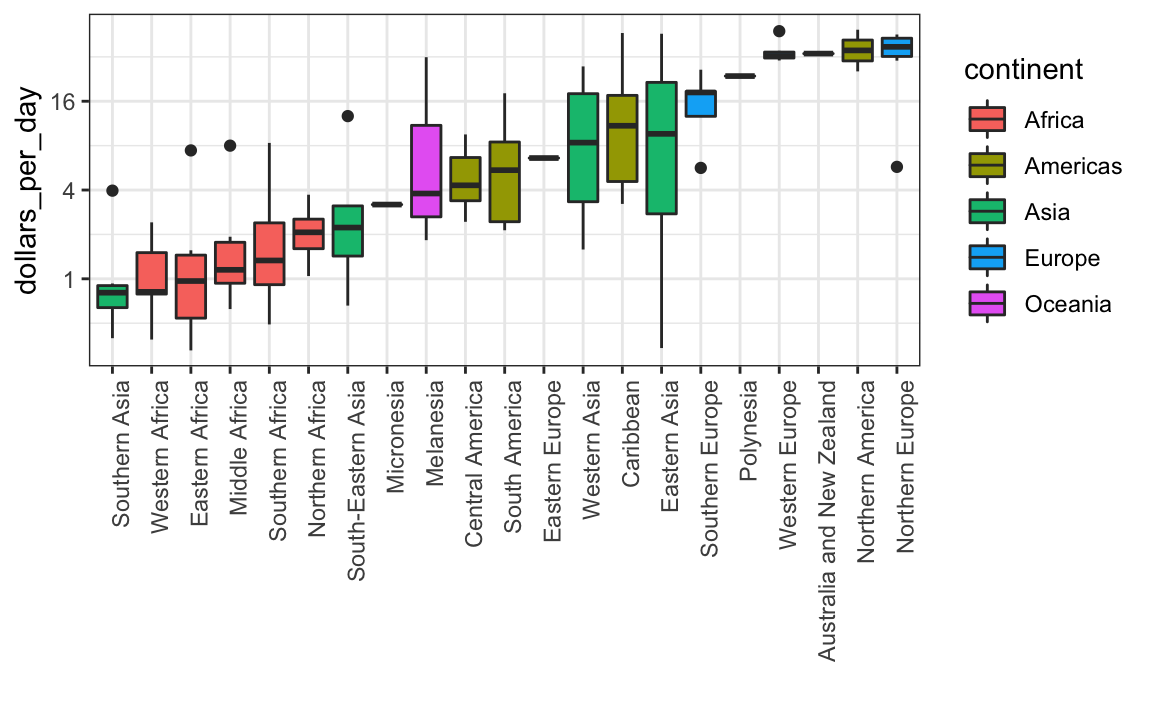 dollars_per_day
16
4
1
Southern Asia
Western Africa
Eastern Africa
Middle Africa
Southern Africa
Northern Africa
South-Eastern Asia
Micronesia
Melanesia
Central America
South America
Eastern Europe
Western Asia
Caribbean
Eastern Asia
Southern Europe
Polynesia
Western Europe
Australia and New Zealand
Northern America
Northern Europe
continent
Africa
Americas
Asia
Europe
Oceania